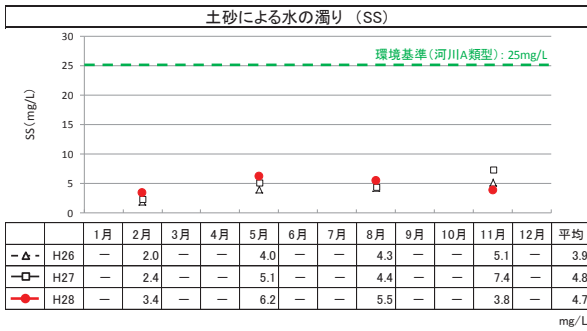 土砂による水の濁り (SS)
環境基準(河川A類型): 25mg/L
SS(mg/L)
30
25
20
15
10
5
0
1月 2月 3月 4月 5月 6月 7月 8月 9月 10月 11月 12月 平均
H26 — 2.0 — — 4.0 — — 4.3 — — 5.1 — 3.9
H27 — 2.4 — — 5.1 — — 4.4 — — 7.4 — 4.8
H28 — 3.4 — — 6.2 — — 5.5 — — 3.8 — 4.7
mg/L